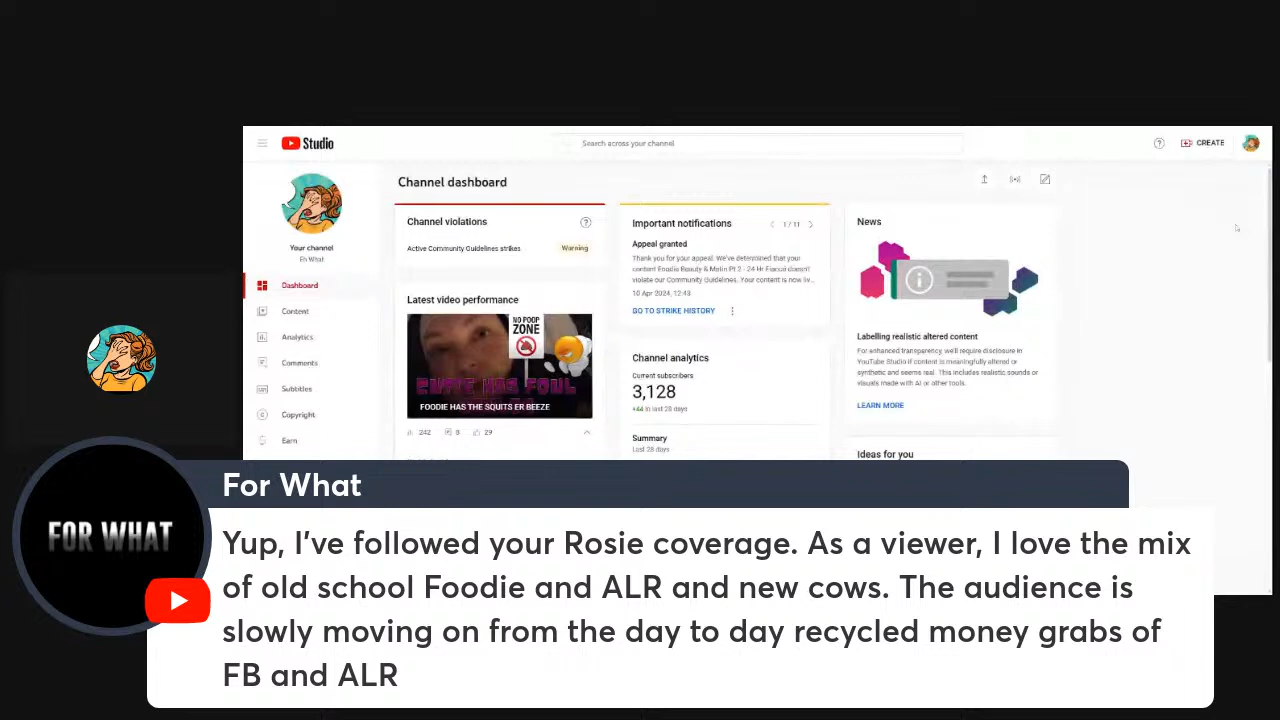 Studio
Search across your channel
CREATE
Channel dashboard
Your channel
Eh What
Dashboard
Content
Analytics
Comments
Subtitles
Copyright
Earn
Channel violations
Active Community Guidelines strikes
Warning
Latest video performance
NO POOP
ZONE
FOODIE HAS THE SQUITS ER BEEZE
242 8 29
Important notifications
1 / 11
Appeal granted
Thank you for your appeal. We've determined that your
content Foodie Beauty & Matin Pt 2 - 24 Hr Fiancé doesn't
violate our Community Guidelines. Your content is now liv...
10 Apr 2024, 12:43
GO TO STRIKE HISTORY
Channel analytics
Current subscribers
3,128
+44 in last 28 days
Summary
Last 28 days
News
Labelling realistic altered content
For enhanced transparency, we'll require disclosure in
YouTube Studio if content is meaningfully altered or
synthetic and seems real. This includes realistic sounds or
visuals made with AI or other tools.
LEARN MORE
Ideas for you
FOR WHAT
For What
Yup, I've followed your Rosie coverage. As a viewer, I love the mix
of old school Foodie and ALR and new cows. The audience is
slowly moving on from the day to day recycled money grabs of
FB and ALR